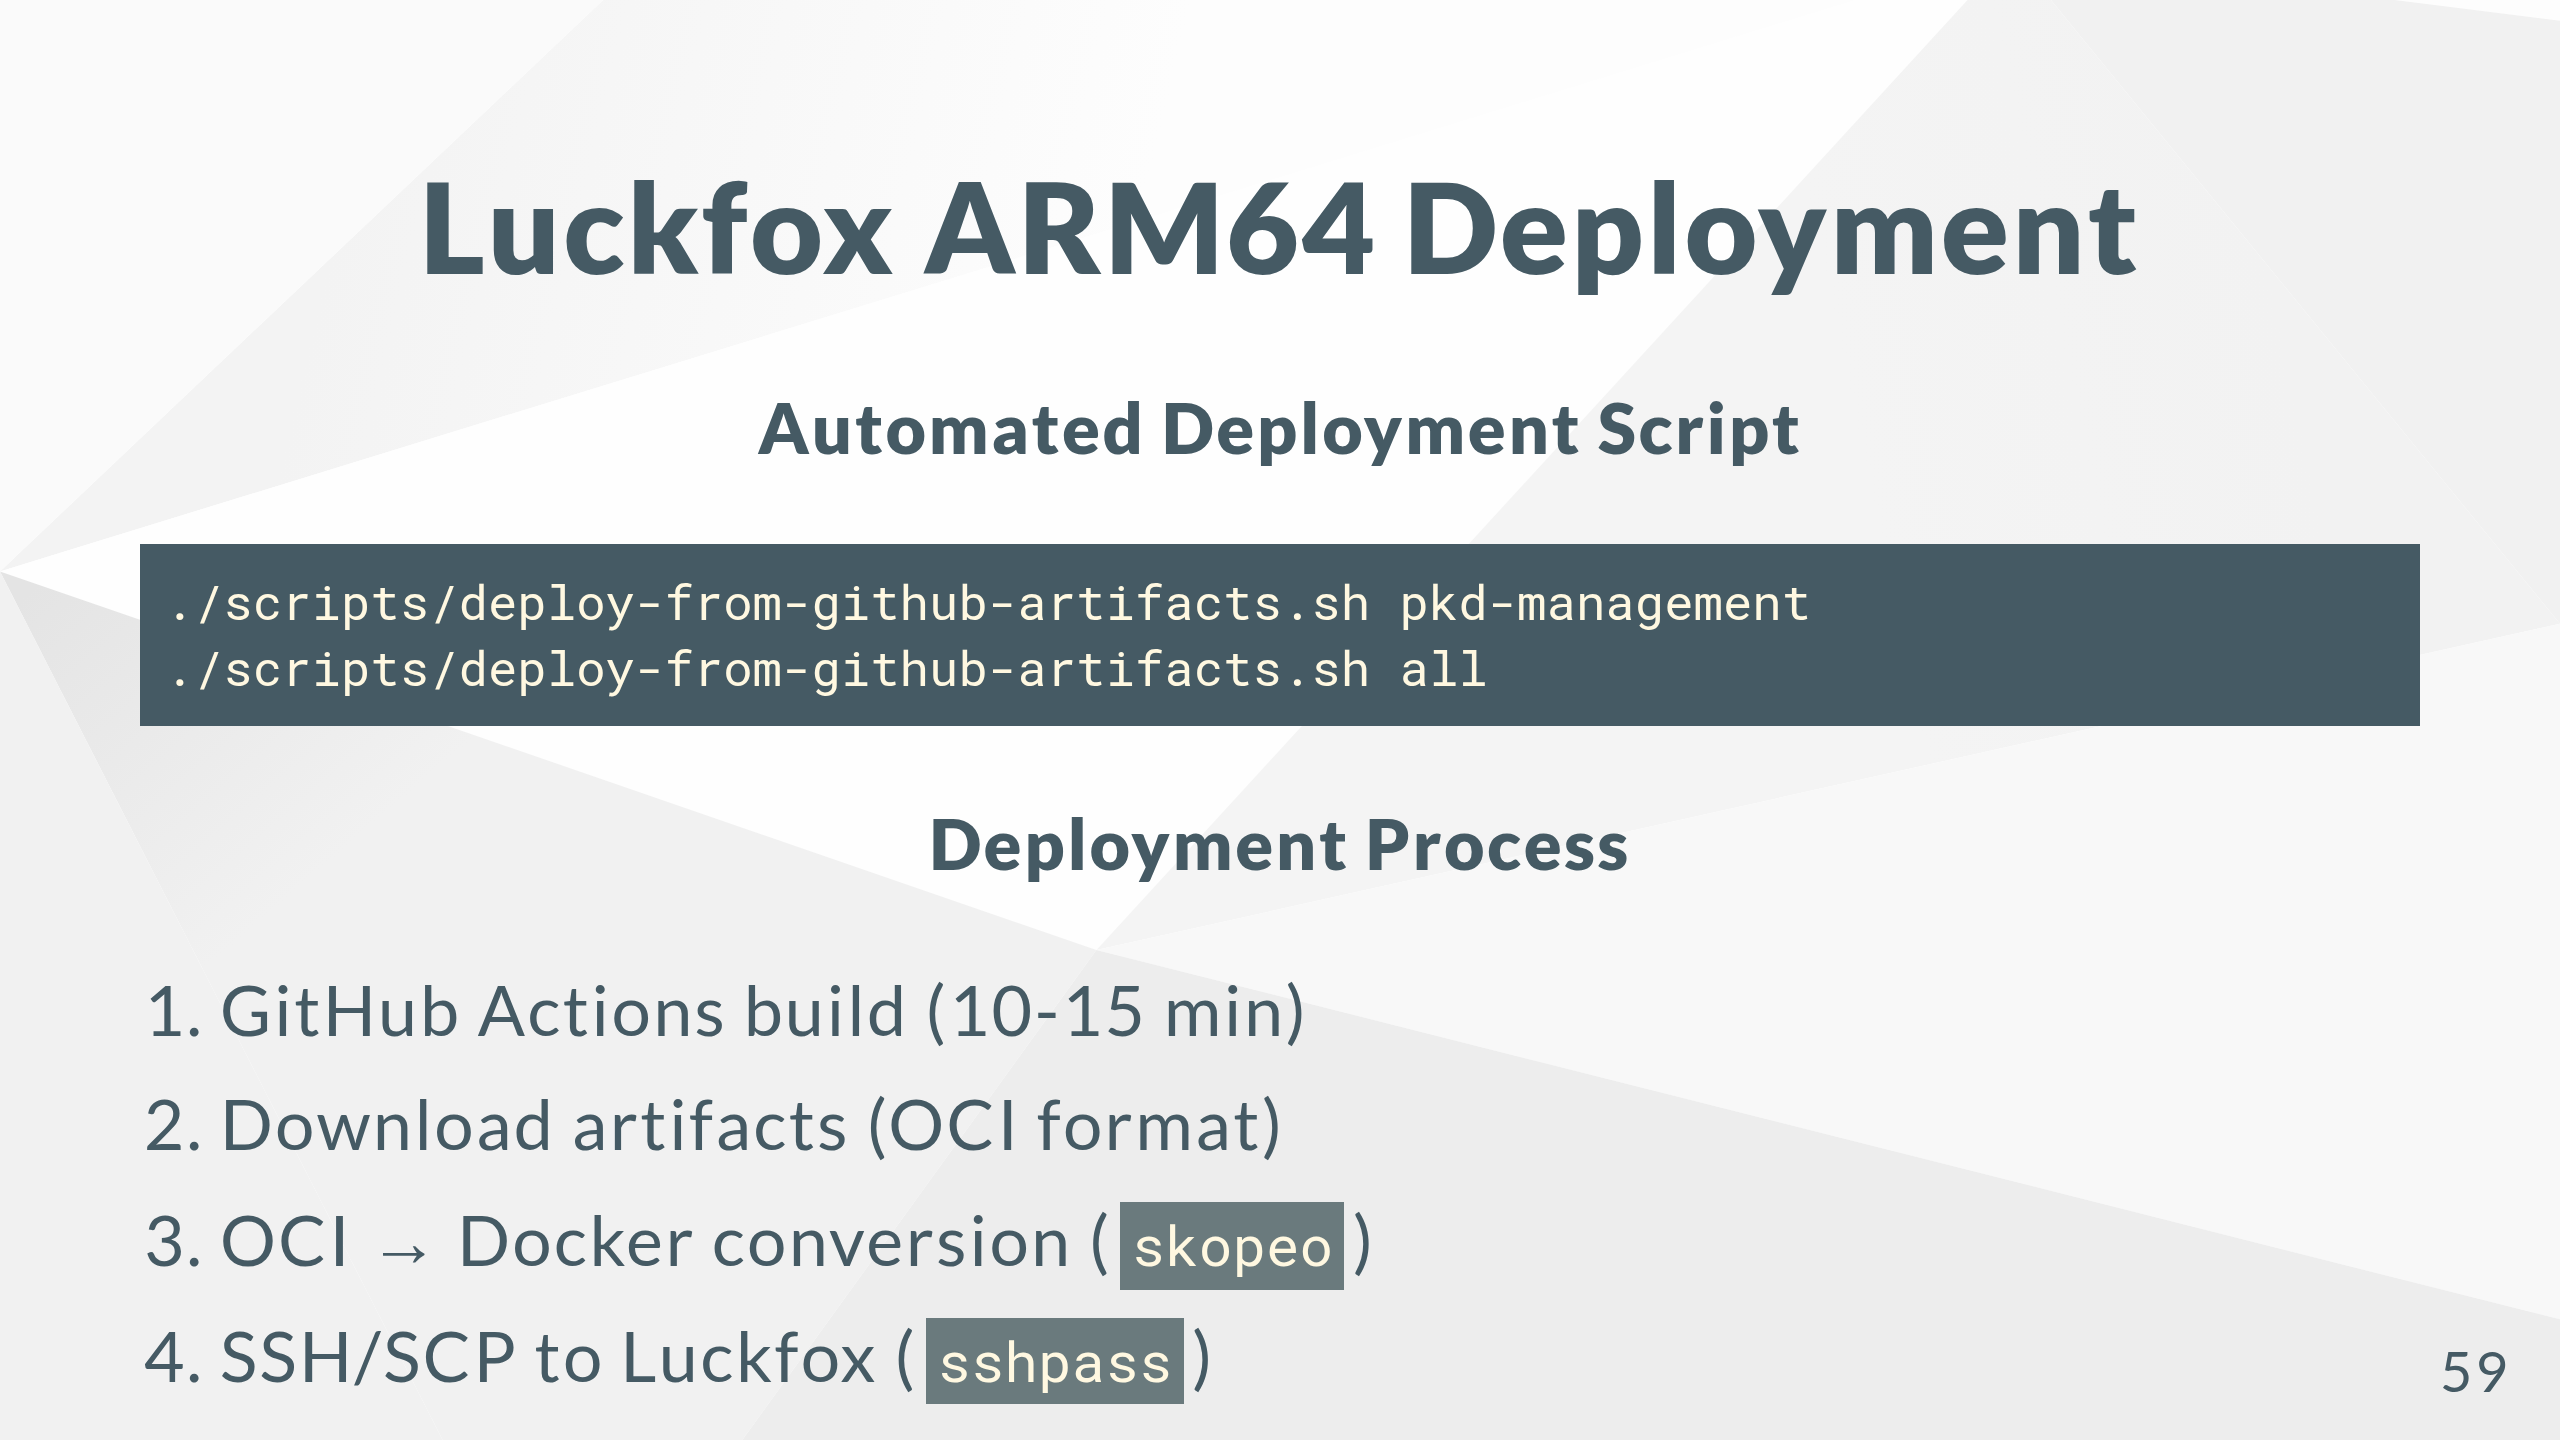 Luckfox ARM64 Deployment
Automated Deployment Script
./scripts/deploy-from-github-artifacts.sh pkd-management
./scripts/deploy-from-github-artifacts.sh all
Deployment Process
1. GitHub Actions build (10-15 min)
2. Download artifacts (OCI format)
3. OCI → Docker conversion ( skopeo )
4. SSH/SCP to Luckfox ( sshpass )
59